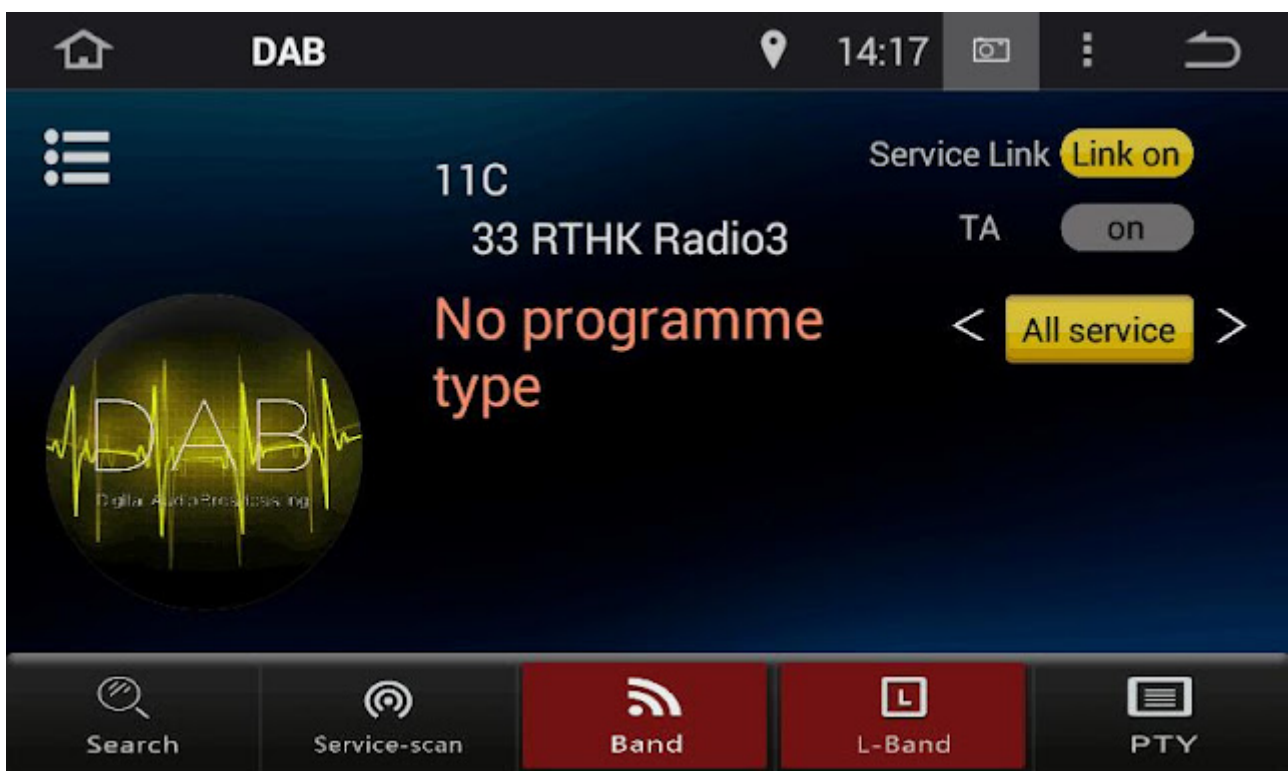 DAB
14:17
Service Link Link on
11C
TA on
33 RTHK Radio3
No programme
type
< All service >
DAB
L
Search
Service-scan
Band
L-Band
PTY